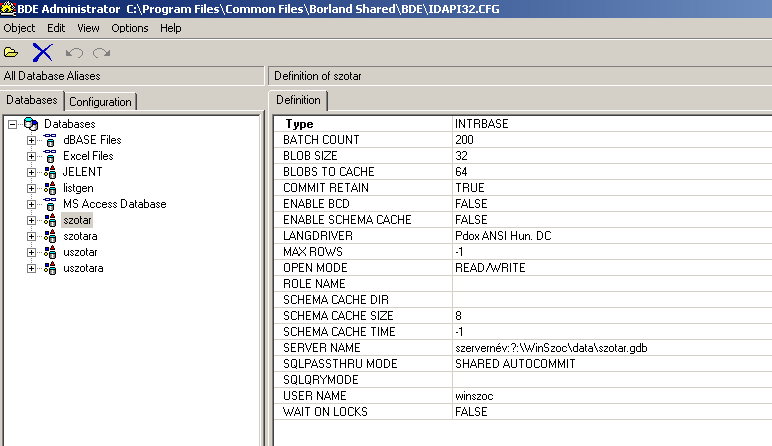 BDE Administrator C:\Program Files\Common Files\Borland Shared\BDE\IDAPI32.CFG
Object Edit View Options Help
All Database Aliases
Definition of szotar
Databases Configuration
Definition
Databases
dBASE Files
Excel Files
JELENT
listgen
MS Access Database
szotar
szotara
uszotar
uszotara
Type INTRBASE
BATCH COUNT 200
BLOB SIZE 32
BLOBS TO CACHE 64
COMMIT RETAIN TRUE
ENABLE BCD FALSE
ENABLE SCHEMA CACHE FALSE
LANGDRIVER Pdox ANSI Hun. DC
MAX ROWS -1
OPEN MODE READ/WRITE
ROLE NAME
SCHEMA CACHE DIR
SCHEMA CACHE SIZE 8
SCHEMA CACHE TIME -1
SERVER NAME szervernév:?:\WinSzoc\data\szotar.gdb
SQLPASSTHRU MODE SHARED AUTOCOMMIT
SQLQRYMODE
USER NAME winszoc
WAIT ON LOCKS FALSE